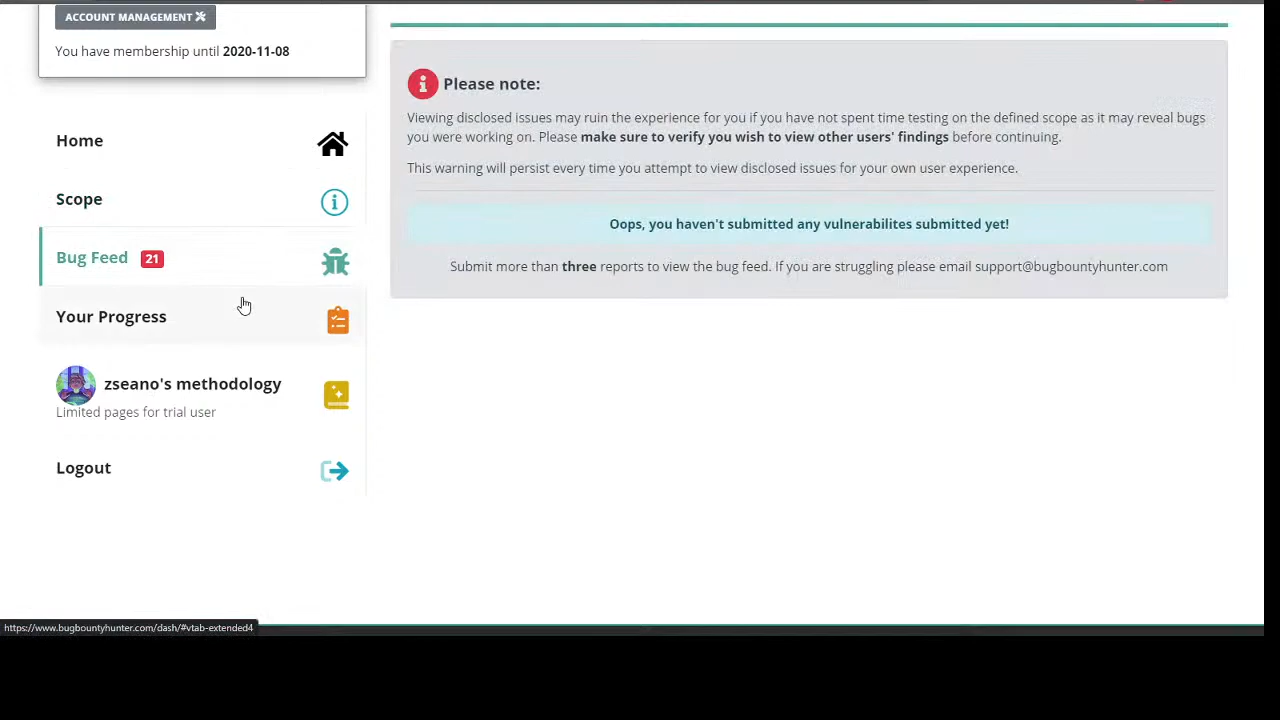 ACCOUNT MANAGEMENT
You have membership until 2020-11-08
Home
Scope
Bug Feed 21
Your Progress
zseano's methodology
Limited pages for trial user
Logout
Please note:
Viewing disclosed issues may ruin the experience for you if you have not spent time testing on the defined scope as it may reveal bugs
you were working on. Please make sure to verify you wish to view other users' findings before continuing.
This warning will persist every time you attempt to view disclosed issues for your own user experience.
Oops, you haven't submitted any vulnerabilites submitted yet!
Submit more than three reports to view the bug feed. If you are struggling please email support@bugbountyhunter.com
https://www.bugbountyhunter.com/dash/#vtab-extended4